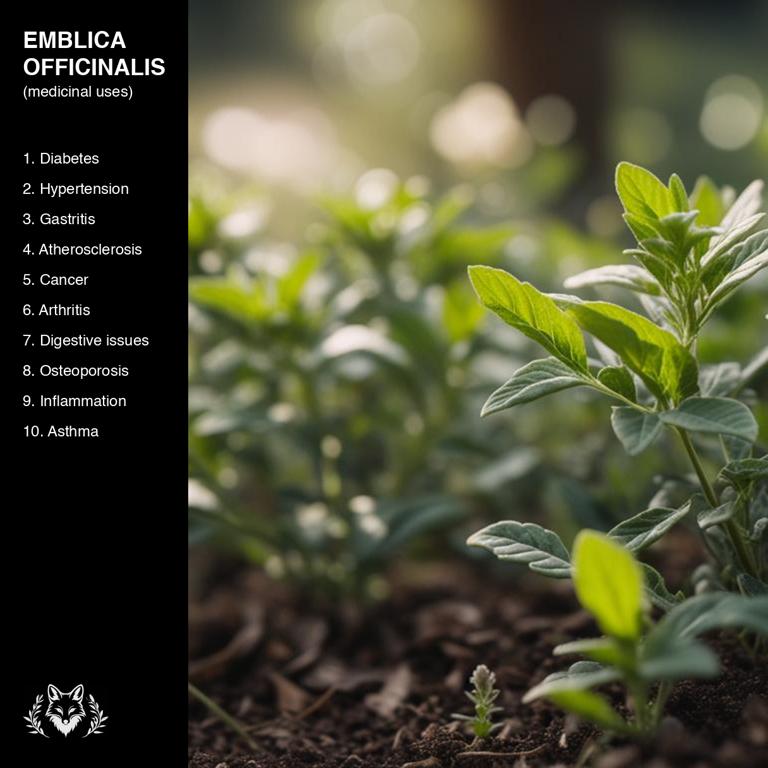 EMBLICA
OFFICINALIS
(medicinal uses)
1. Diabetes
2. Hypertension
3. Gastritis
4. Atherosclerosis
5. Cancer
6. Arthritis
7. Digestive issues
8. Osteoporosis
9. Inflammation
10. Asthma